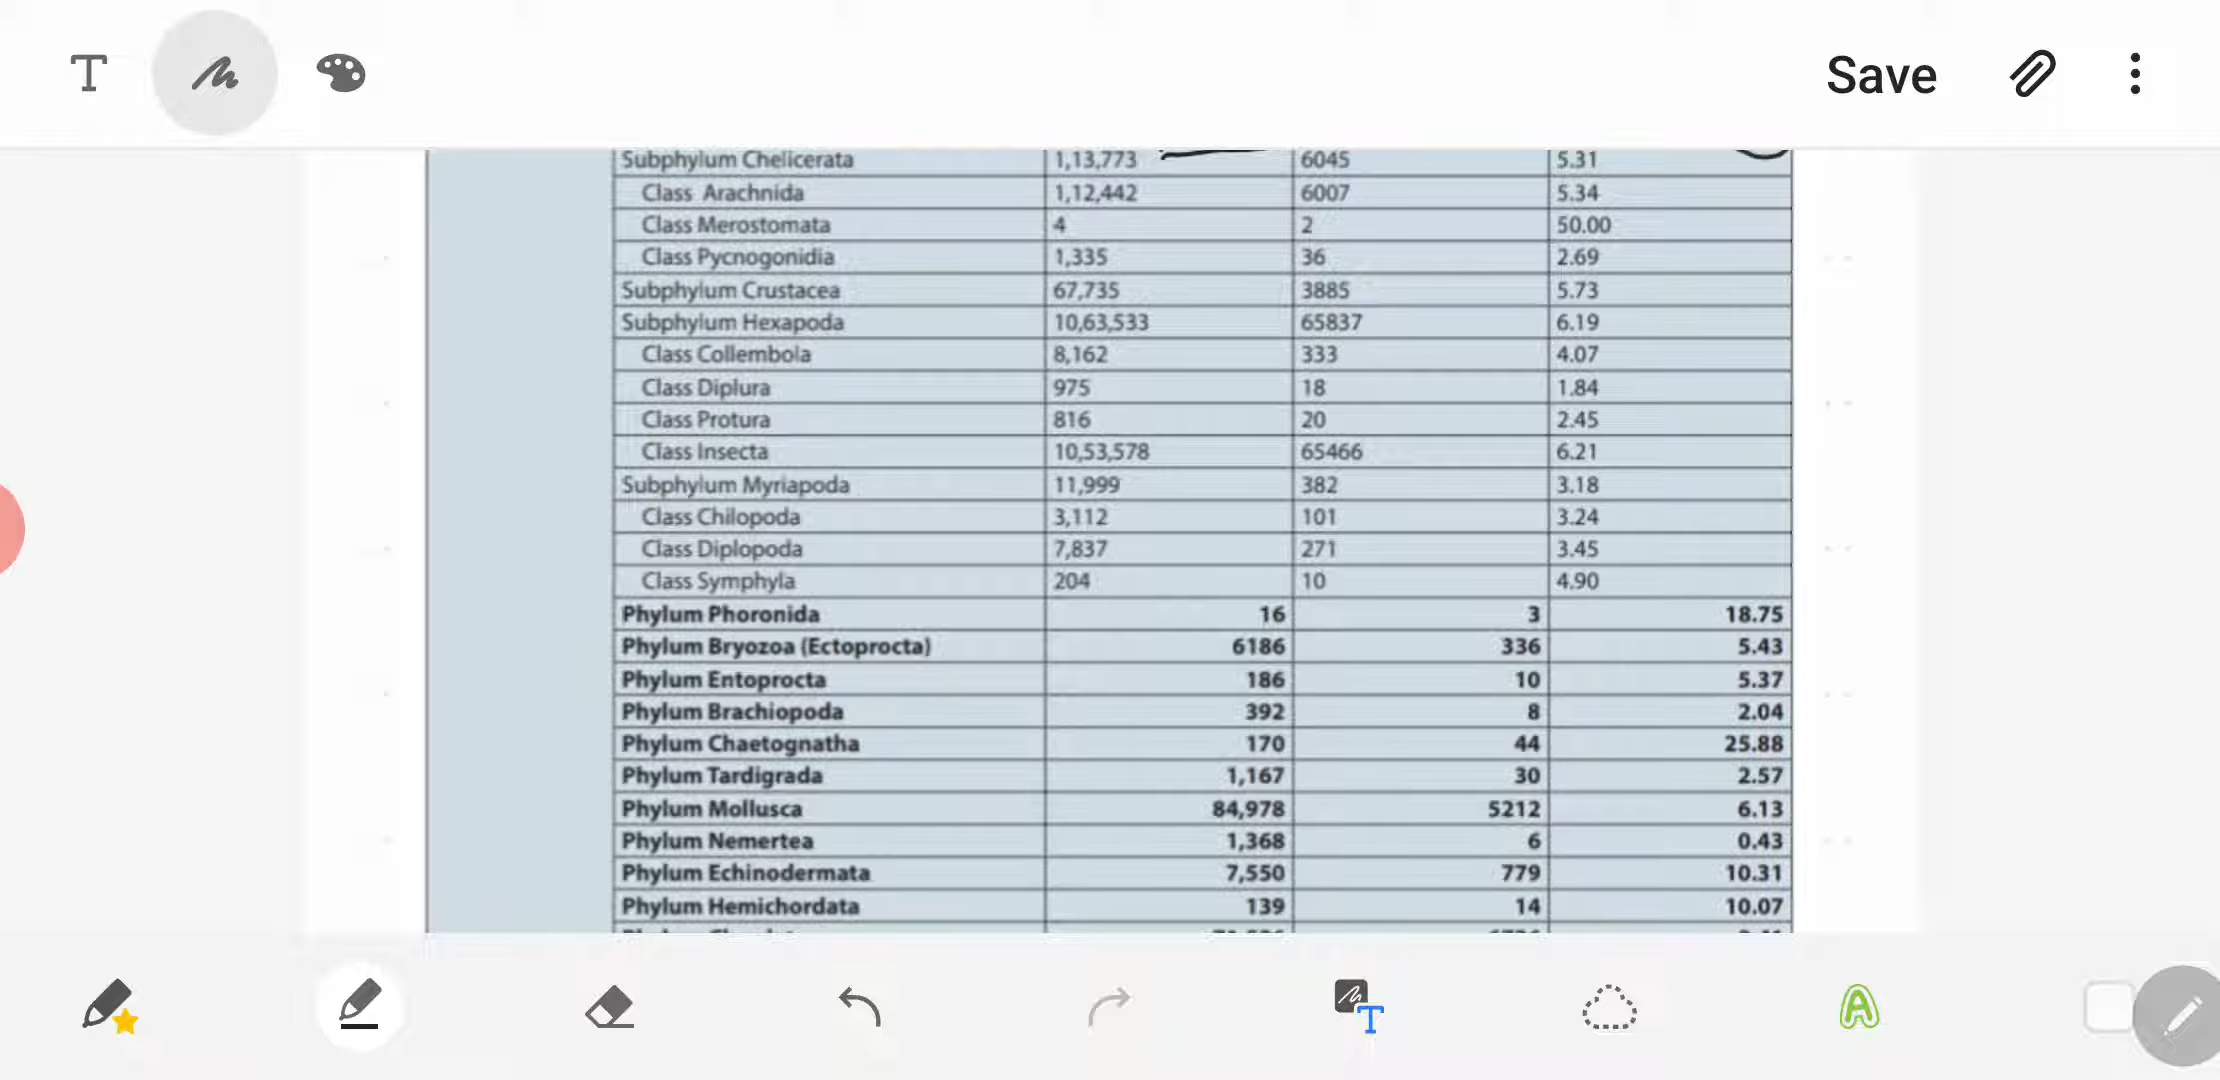 T Save
Subphylum Chelicerata 1,13,773 6045 5.31
Class Arachnida 1,12,442 6007 5.34
Class Merostomata 4 2 50.00
Class Pycnogonidia 1,335 36 2.69
Subphylum Crustacea 67,735 3885 5.73
Subphylum Hexapoda 10,63,533 65837 6.19
Class Collembola 8,162 333 4.07
Class Diplura 975 18 1.84
Class Protura 816 20 2.45
Class Insecta 10,53,578 65466 6.21
Subphylum Myriapoda 11,999 382 3.18
Class Chilopoda 3,112 101 3.24
Class Diplopoda 7,837 271 3.45
Class Symphyla 204 10 4.90
Phylum Phoronida 16 3 18.75
Phylum Bryozoa (Ectoprocta) 6186 336 5.43
Phylum Entoprocta 186 10 5.37
Phylum Brachiopoda 392 8 2.04
Phylum Chaetognatha 170 44 25.88
Phylum Tardigrada 1,167 30 2.57
Phylum Mollusca 84,978 5212 6.13
Phylum Nemertea 1,368 6 0.43
Phylum Echinodermata 7,550 779 10.31
Phylum Hemichordata 139 14 10.07
T A